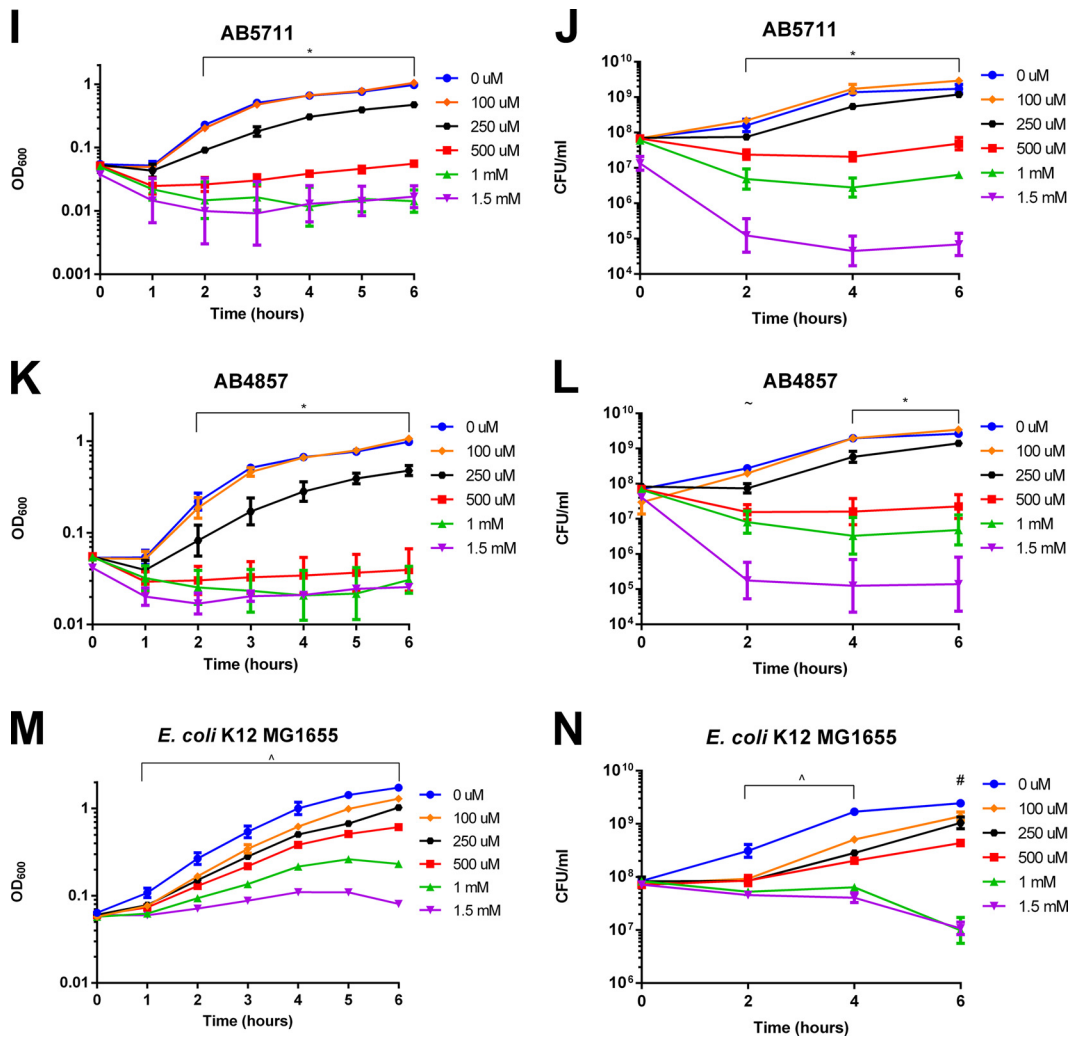 I
AB5711
*
OD600
1
0.1
0.01
0.001
0 1 2 3 4 5 6
Time (hours)
0 uM
100 uM
250 uM
500 uM
1 mM
1.5 mM
J
AB5711
*
CFU/ml
10^10
10^9
10^8
10^7
10^6
10^5
10^4
0 2 4 6
Time (hours)
0 uM
100 uM
250 uM
500 uM
1 mM
1.5 mM
K
AB4857
*
OD600
1
0.1
0.01
0 1 2 3 4 5 6
Time (hours)
0 uM
100 uM
250 uM
500 uM
1 mM
1.5 mM
L
AB4857
~
*
CFU/ml
10^10
10^9
10^8
10^7
10^6
10^5
10^4
0 2 4 6
Time (hours)
0 uM
100 uM
250 uM
500 uM
1 mM
1.5 mM
M
E. coli K12 MG1655
^
OD600
1
0.1
0.01
0 1 2 3 4 5 6
Time (hours)
0 uM
100 uM
250 uM
500 uM
1 mM
1.5 mM
N
E. coli K12 MG1655
^
#
CFU/ml
10^10
10^9
10^8
10^7
10^6
0 2 4 6
Time (hours)
0 uM
100 uM
250 uM
500 uM
1 mM
1.5 mM